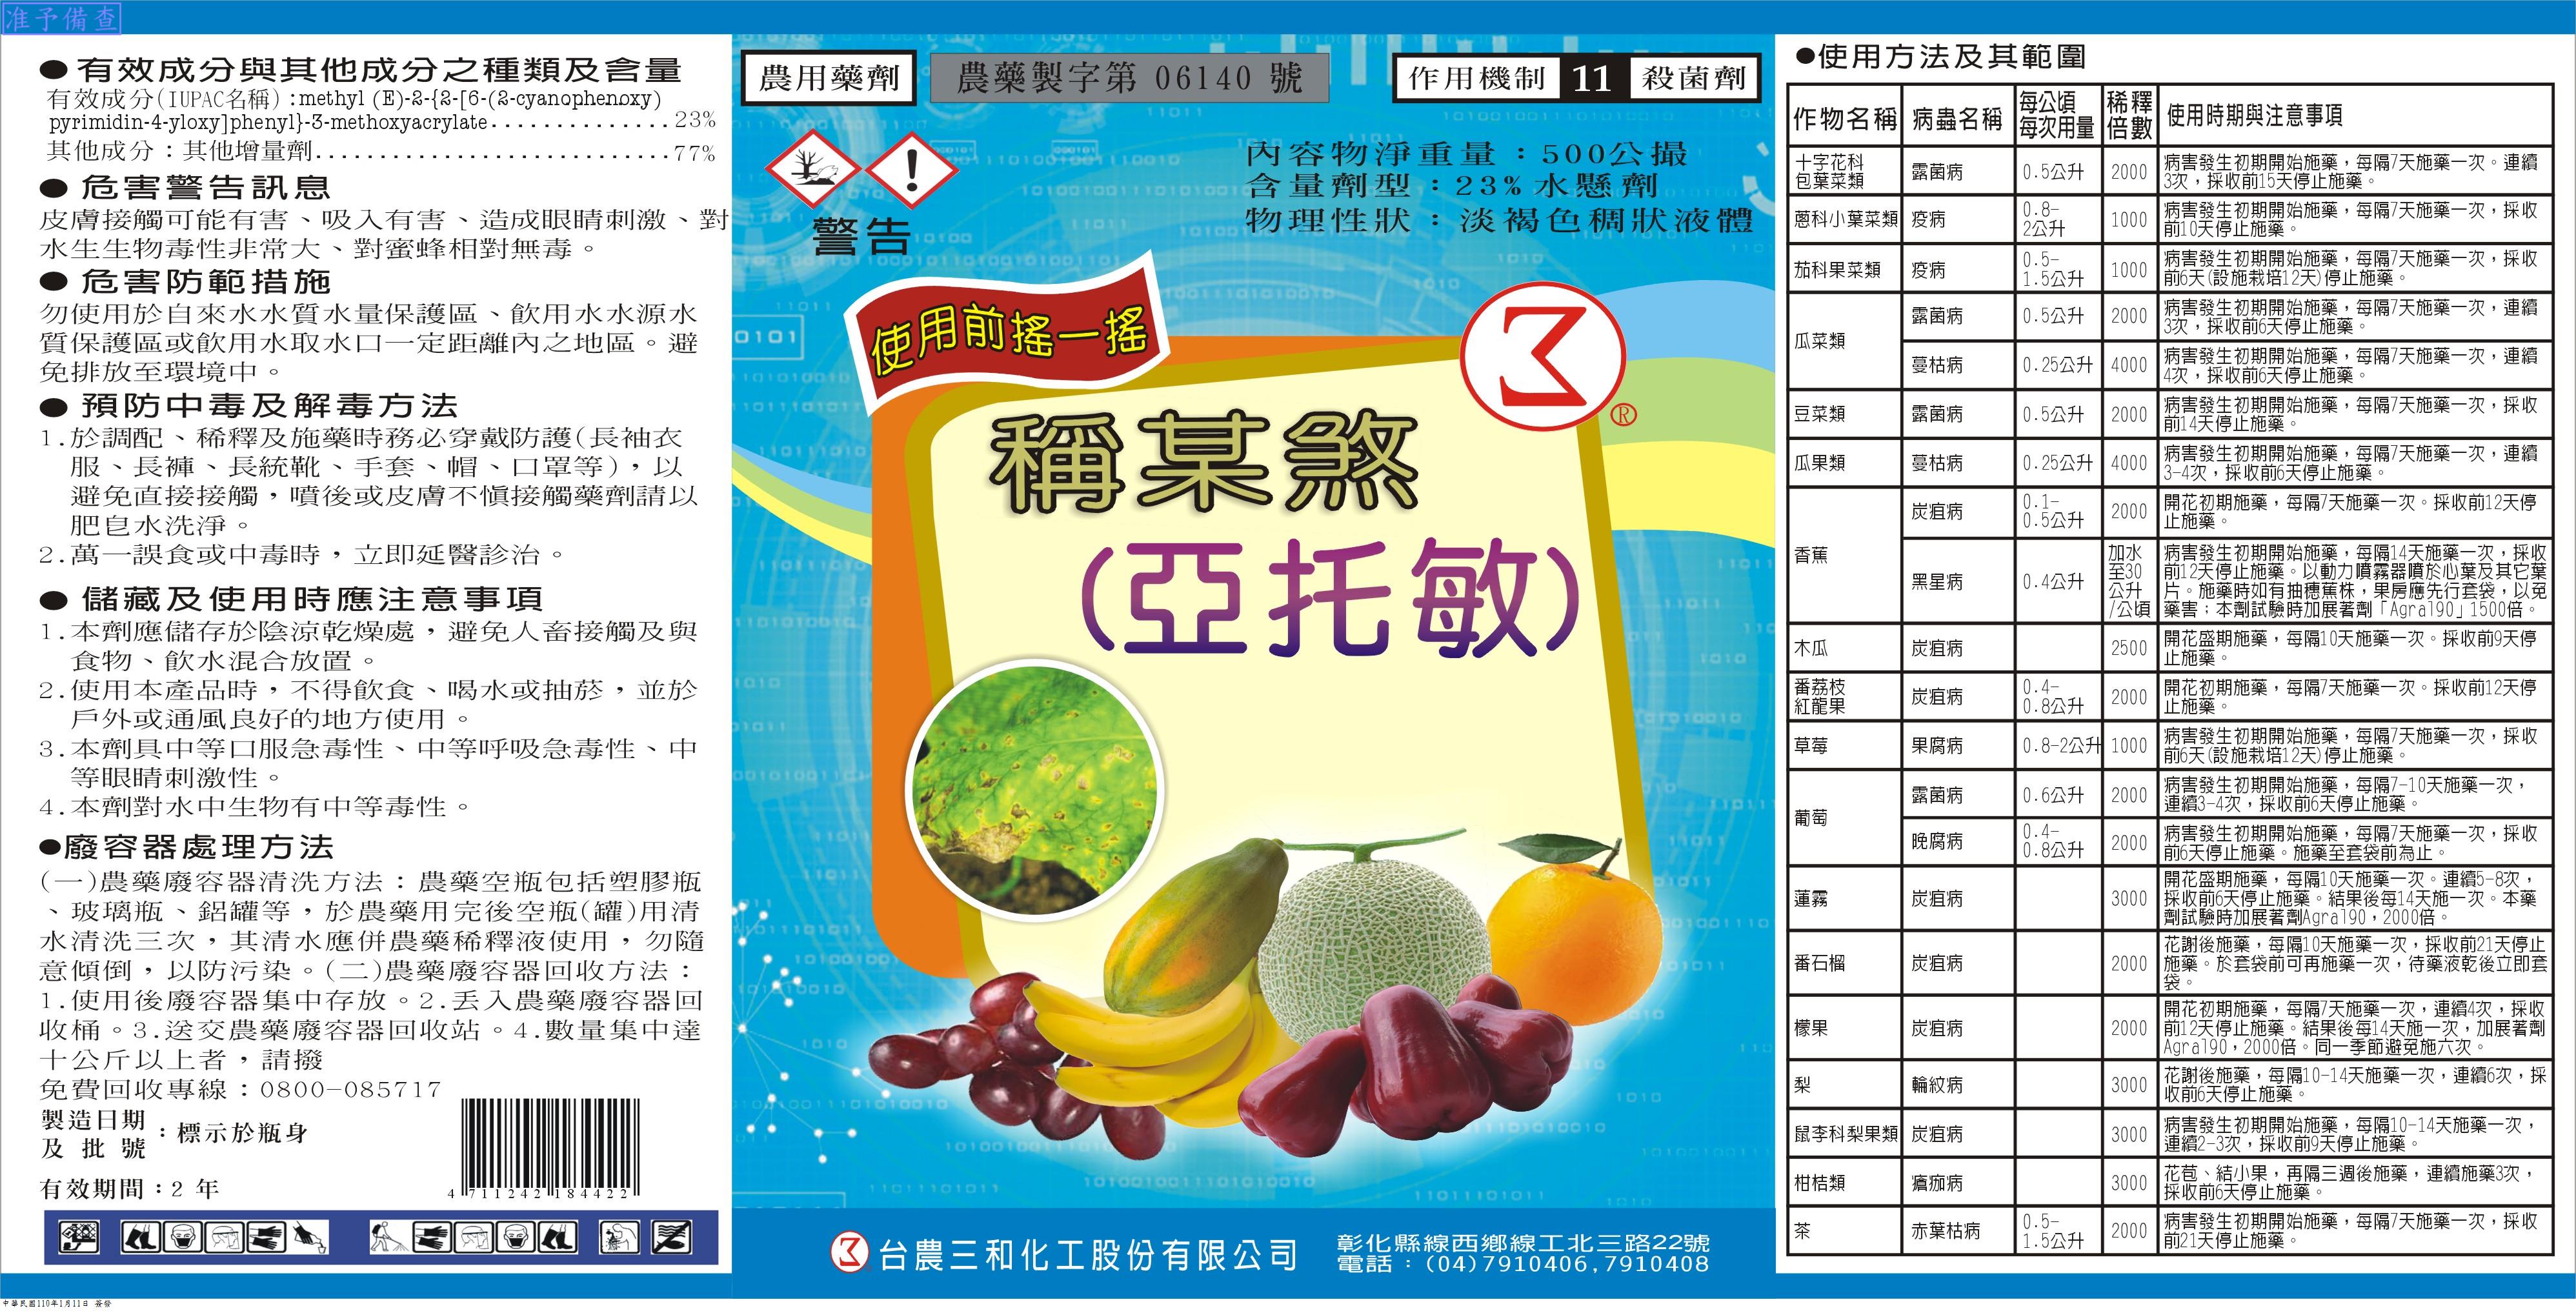 准予備查
● 有效成分與其他成分之種類及含量
有效成分(IUPAC名稱):methyl (E)-2-{2-[6-(2-cyanophenoxy)
pyrimidin-4-yloxy]phenyl}-3-methoxyacrylate...............23%
其他成分：其他增量劑.............................77%
● 危害警告訊息
皮膚接觸可能有害、吸入有害、造成眼睛刺激、對
水生生物毒性非常大、對蜜蜂相對無毒。
● 危害防範措施
勿使用於自來水水質水量保護區、飲用水水源水
質保護區或飲用水取水口一定距離內之地區。避
免排放至環境中。
● 預防中毒及解毒方法
1.於調配、稀釋及施藥時務必穿戴防護(長袖衣
服、長褲、長統靴、手套、帽、口罩等)，以
避免直接接觸，噴後或皮膚不慎接觸藥劑請以
肥皂水洗淨。
2.萬一誤食或中毒時，立即延醫診治。
● 儲藏及使用時應注意事項
1.本劑應儲存於陰涼乾燥處，避免人畜接觸及與
食物、飲水混合放置。
2.使用本產品時，不得飲食、喝水或抽菸，並於
戶外或通風良好的地方使用。
3.本劑具中等口服急毒性、中等呼吸急毒性、中
等眼睛刺激性。
4.本劑對水中生物有中等毒性。
●廢容器處理方法
(一)農藥廢容器清洗方法：農藥空瓶包括塑膠瓶
、玻璃瓶、鋁罐等，於農藥用完後空瓶(罐)用清
水清洗三次，其清水應併農藥稀釋液使用，勿隨
意傾倒，以防污染。(二)農藥廢容器回收方法：
1.使用後廢容器集中存放。2.丟入農藥廢容器回
收桶。3.送交農藥廢容器回收站。4.數量集中達
十公斤以上者，請撥
免費回收專線：0800-085717
製造日期
及 批 號
：標示於瓶身
有效期間：2 年
4 711242 184422
農用藥劑
農藥製字第 06140 號
作用機制 11 殺菌劑
警告
內容物淨重量：500公撮
含量劑型：23%水懸劑
物理性狀：淡褐色稠狀液體
使用前搖一搖
®
稱某煞
(亞托敏)
台農三和化工股份有限公司
彰化縣線西鄉線工北三路22號
電話：(04)7910406,7910408
●使用方法及其範圍
作物名稱 病蟲名稱 每公頃每次用量 稀釋倍數 使用時期與注意事項
十字花科包葉菜類 露菌病 0.5公升 2000 病害發生初期開始施藥，每隔7天施藥一次。連續
3次，採收前15天停止施藥。
蔥科小葉菜類 疫病 0.8-2公升 1000 病害發生初期開始施藥，每隔7天施藥一次，採收
前10天停止施藥。
茄科果菜類 疫病 0.5-1.5公升 1000 病害發生初期開始施藥，每隔7天施藥一次，採收
前6天(設施栽培12天)停止施藥。
瓜菜類 露菌病 0.5公升 2000 病害發生初期開始施藥，每隔7天施藥一次，連續
3次，採收前6天停止施藥。
蔓枯病 0.25公升 4000 病害發生初期開始施藥，每隔7天施藥一次，連續
4次，採收前6天停止施藥。
豆菜類 露菌病 0.5公升 2000 病害發生初期開始施藥，每隔7天施藥一次，採收
前14天停止施藥。
瓜果類 蔓枯病 0.25公升 4000 病害發生初期開始施藥，每隔7天施藥一次，連續
3-4次，採收前6天停止施藥。
香蕉 炭疽病 0.1-0.5公升 2000 開花初期施藥，每隔7天施藥一次。採收前12天停
止施藥。
黑星病 0.4公升 加水至30公升/公頃 病害發生初期開始施藥，每隔14天施藥一次，採收
前12天停止施藥。以動力噴霧器噴於心葉及其它葉
片。施藥時如有抽穗蕉株，果房應先行套袋，以免
藥害；本劑試驗時加展著劑「Agral90」1500倍。
木瓜 炭疽病 2500 開花盛期施藥，每隔10天施藥一次。採收前9天停
止施藥。
番荔枝紅龍果 炭疽病 0.4-0.8公升 2000 開花初期施藥，每隔7天施藥一次。採收前12天停
止施藥。
草莓 果腐病 0.8-2公升 1000 病害發生初期開始施藥，每隔7天施藥一次，採收
前6天(設施栽培12天)停止施藥。
葡萄 露菌病 0.6公升 2000 病害發生初期開始施藥，每隔7-10天施藥一次，
連續3-4次，採收前6天停止施藥。
晚腐病 0.4-0.8公升 2000 病害發生初期開始施藥，每隔7天施藥一次，採收
前6天停止施藥。施藥至套袋前為止。
蓮霧 炭疽病 3000 開花盛期施藥，每隔10天施藥一次。連續5-8次，
採收前6天停止施藥。結果後每14天施一次。本藥
劑試驗時加展著劑Agral90，2000倍。
番石榴 炭疽病 2000 花謝後施藥，每隔10天施藥一次，採收前21天停止
施藥。於套袋前可再施藥一次，待藥液乾後立即套
袋。
檬果 炭疽病 2000 開花初期施藥，每隔7天施藥一次，連續4次，採收
前12天停止施藥。結果後每14天施一次，加展著劑
Agral90，2000倍。同一季節避免施六次。
梨 輪紋病 3000 花謝後施藥，每隔10-14天施藥一次，連續6次，採
收前6天停止施藥。
鼠李科梨果類 炭疽病 3000 病害發生初期開始施藥，每隔10-14天施藥一次，
連續2-3次，採收前9天停止施藥。
柑桔類 瘡痂病 3000 花苞、結小果，再隔三週後施藥，連續施藥3次，
採收前6天停止施藥。
茶 赤葉枯病 0.5-1.5公升 2000 病害發生初期開始施藥，每隔7天施藥一次，採收
前21天停止施藥。
中華民國110年1月11日 簽發